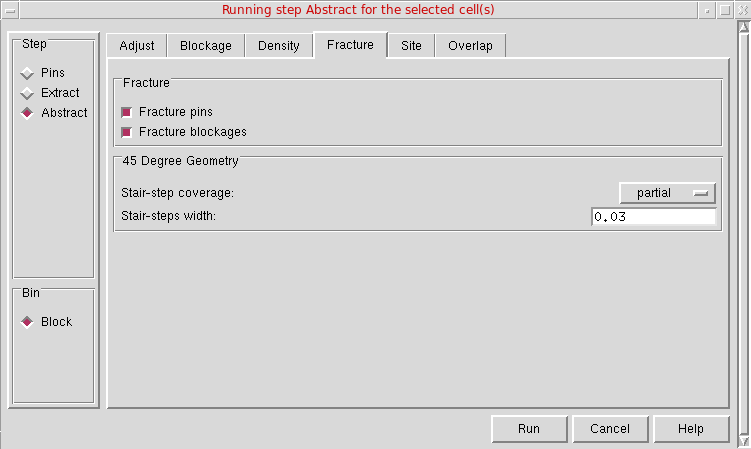 Running step Abstract for the selected cell(s)
Step
Pins
Extract
Abstract
Bin
Block
Adjust Blockage Density Fracture Site Overlap
Fracture
Fracture pins
Fracture blockages
45 Degree Geometry
Stair-step coverage: partial
Stair-steps width: 0.03
Run Cancel Help